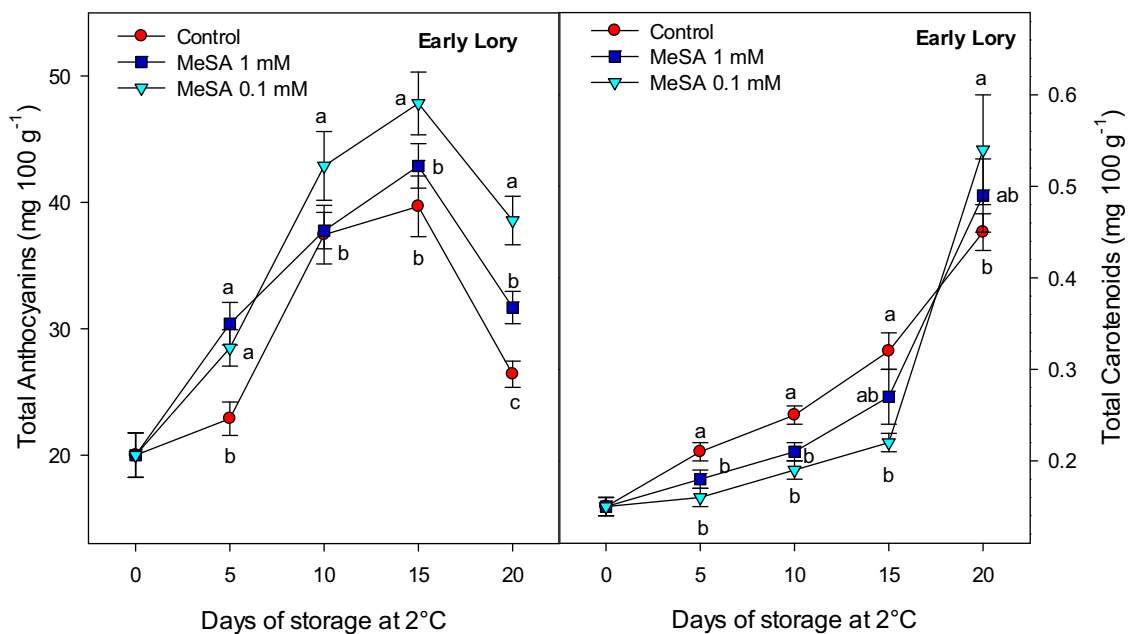 Control
MeSA 1 mM
MeSA 0.1 mM
Early Lory
50
40
30
20
Total Anthocyanins (mg 100 g⁻¹)
a
a
b
a
b
a
b
b
a
b
c
0 5 10 15 20
Days of storage at 2°C
Control
MeSA 1 mM
MeSA 0.1 mM
Early Lory
a
b
b
a
b
b
a
ab
b
a
ab
b
0.6
0.5
0.4
0.3
0.2
Total Carotenoids (mg 100 g⁻¹)
0 5 10 15 20
Days of storage at 2°C